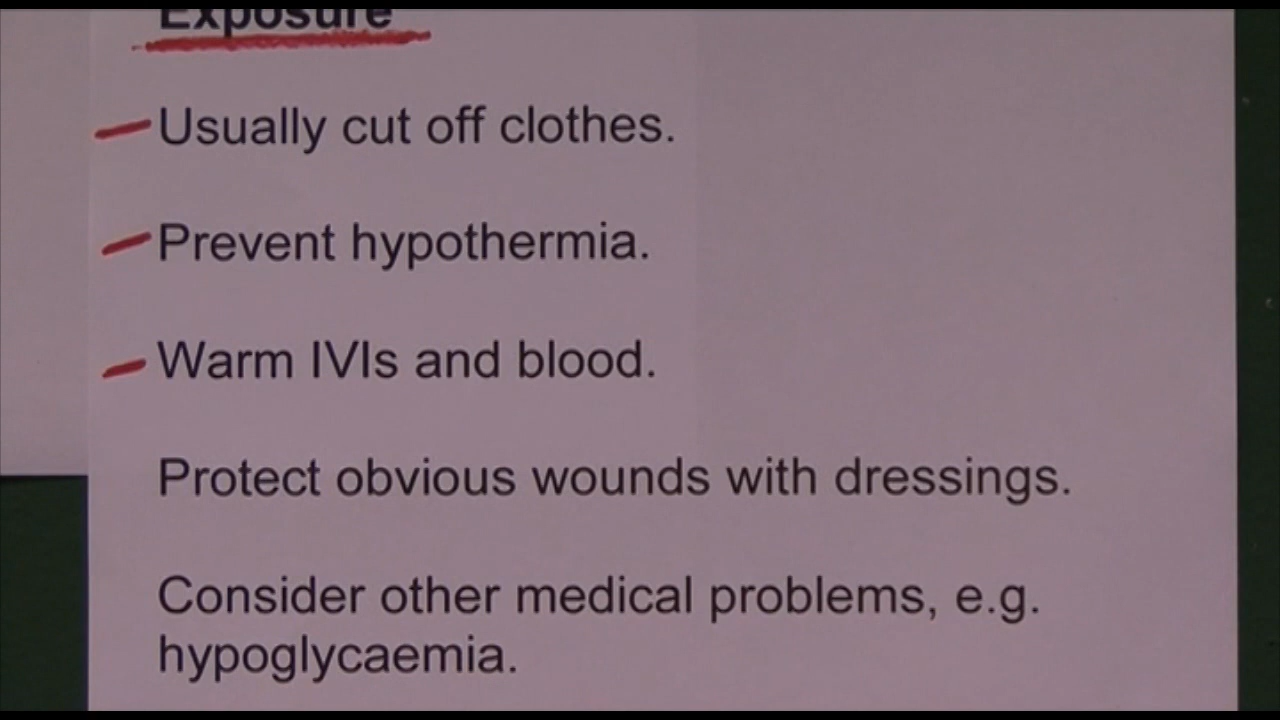 Exposure
Usually cut off clothes.
Prevent hypothermia.
Warm IVIs and blood.
Protect obvious wounds with dressings.
Consider other medical problems, e.g.
hypoglycaemia.